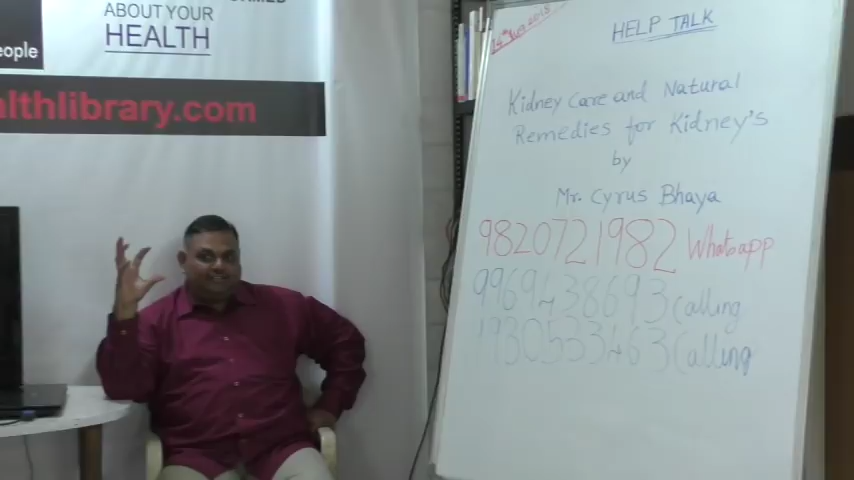 ABOUT YOUR
HEALTH
eople
lthlibrary.com
HELP TALK
Kidney Care and Natural
Remedies for Kidney's
by
Mr. Cyrus Bhaya
9820721982 Whatsapp
9969438693 Calling
Calling